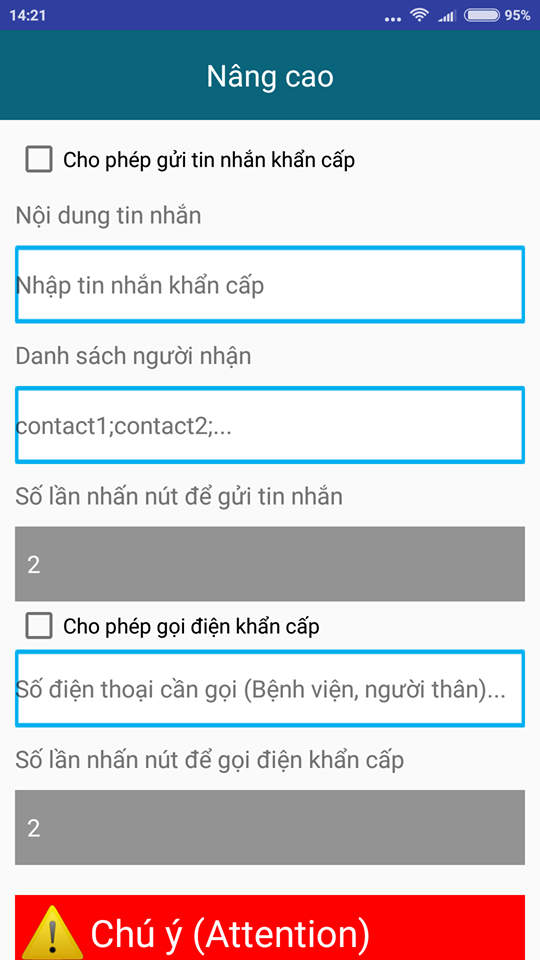 14:21
95%
Nâng cao
Cho phép gửi tin nhắn khẩn cấp
Nội dung tin nhắn
Nhập tin nhắn khẩn cấp
Danh sách người nhận
contact1;contact2;...
Số lần nhấn nút để gửi tin nhắn
2
Cho phép gọi điện khẩn cấp
Số điện thoại cần gọi (Bệnh viện, người thân)...
Số lần nhấn nút để gọi điện khẩn cấp
2
Chú ý (Attention)